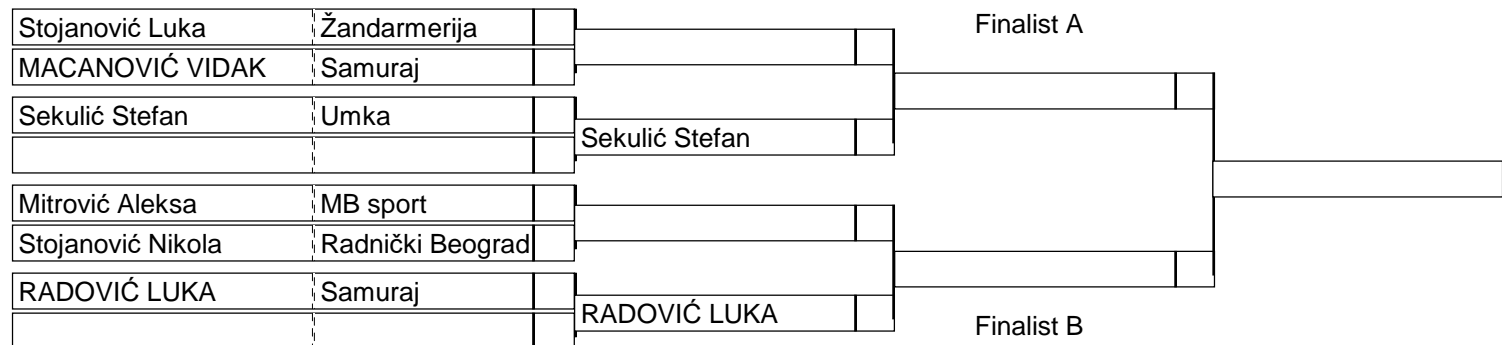 Stojanović Luka Žandarmerija
MACANOVIĆ VIDAK Samuraj
Sekulić Stefan Umka
Mitrović Aleksa MB sport
Stojanović Nikola Radnički Beograd
RADOVIĆ LUKA Samuraj
Sekulić Stefan
RADOVIĆ LUKA
Finalist A
Finalist B